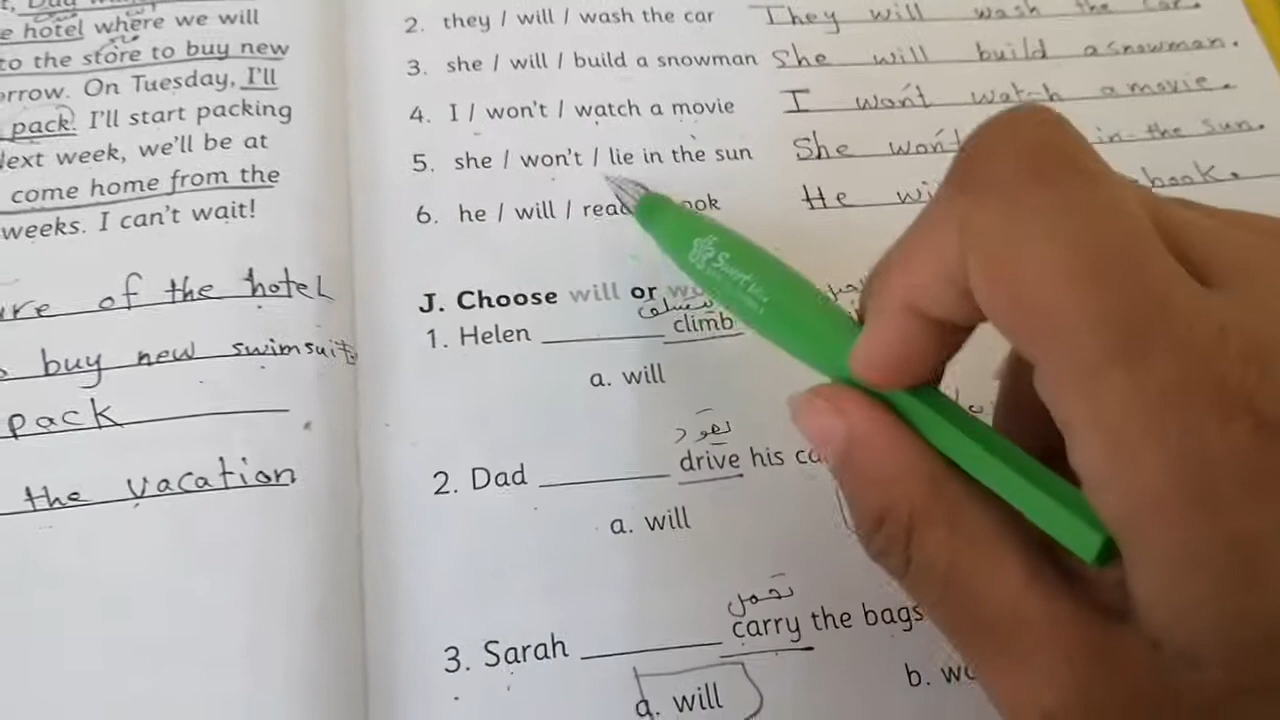 e hotel where we will
to the store to buy new
rrow. On Tuesday, I'll
pack. I'll start packing
ext week, we'll be at
come home from the
weeks. I can't wait!
of the hotel
buy new swimsuit
pack
the vacation
2. they / will / wash the car They will wash the car.
3. she / will / build a snowman She will build a snowman.
4. I / won't / watch a movie I won't watch a movie.
5. she / won't / lie in the sun She won't in the sun.
6. he / will / read ook He book.
J. Choose will or
1. Helen climb
a. will
تقود
2. Dad drive his
a. will
تحمل
3. Sarah carry the bags
a. will b.